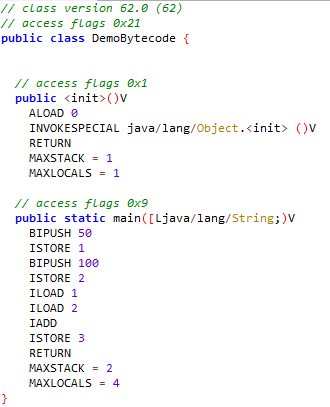 // class version 62.0 (62)
// access flags 0x21
public class DemoBytecode {
// access flags 0x1
public <init>()V
ALOAD 0
INVOKESPECIAL java/lang/Object.<init> ()V
RETURN
MAXSTACK = 1
MAXLOCALS = 1
// access flags 0x9
public static main([Ljava/lang/String;)V
BIPUSH 50
ISTORE 1
BIPUSH 100
ISTORE 2
ILOAD 1
ILOAD 2
IADD
ISTORE 3
RETURN
MAXSTACK = 2
MAXLOCALS = 4
}